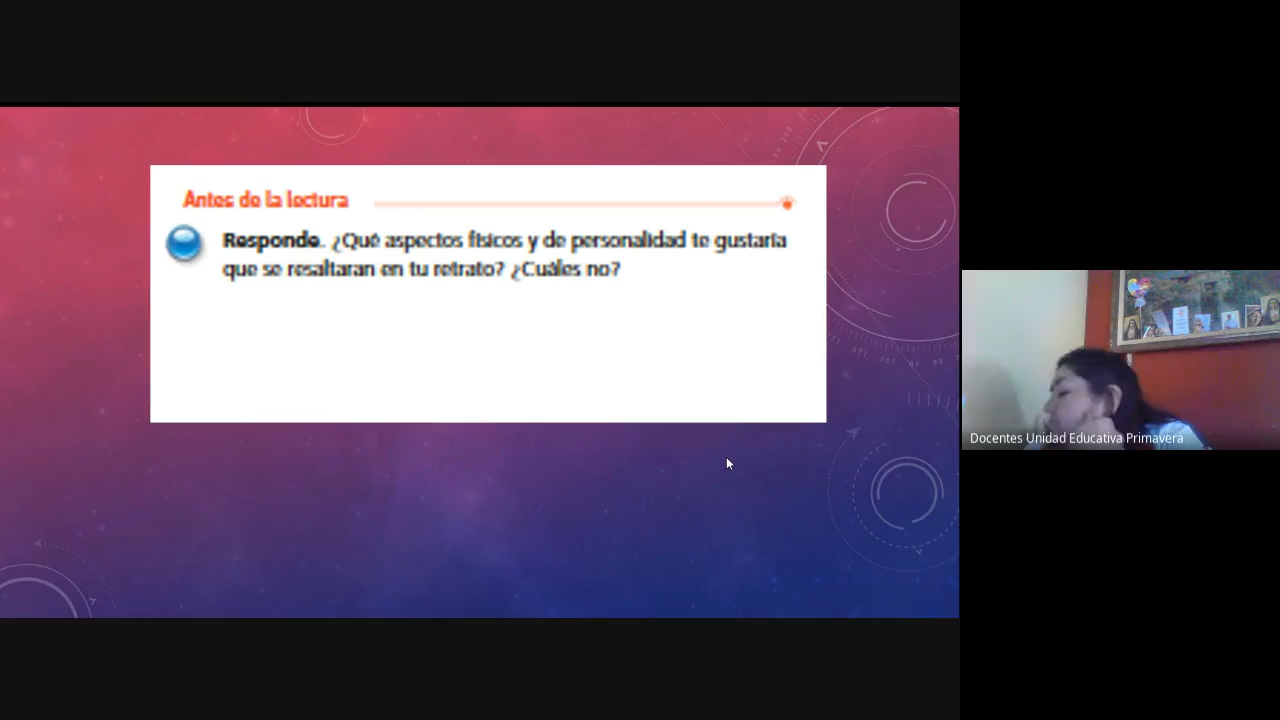 Antes de la lectura
Responde. ¿Qué aspectos físicos y de personalidad te gustaría
que se resaltaran en tu retrato? ¿Cuáles no?
Docentes Unidad Educativa Primavera